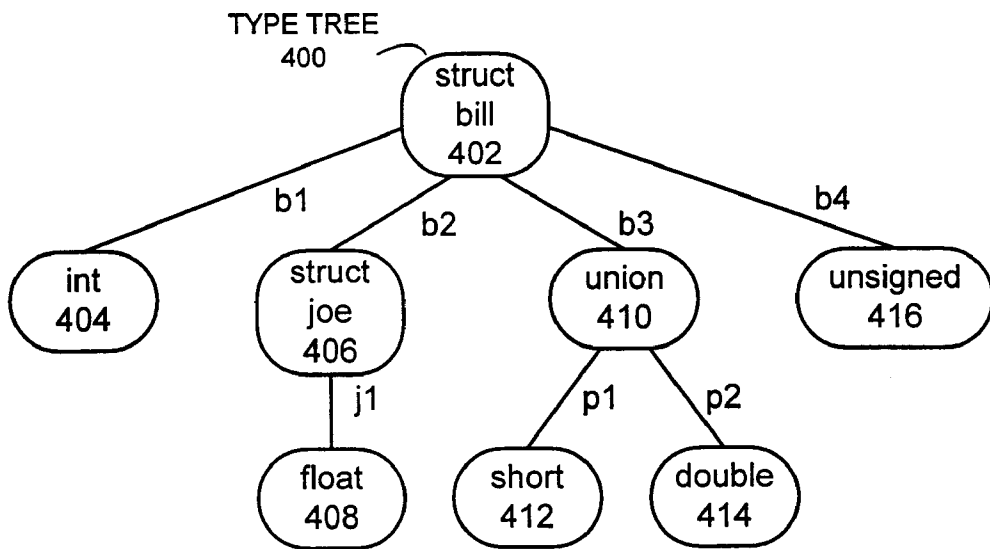 TYPE TREE
400
struct
bill
402
b1
b2
b3
b4
int
404
struct
joe
406
union
410
unsigned
416
j1
p1
p2
float
408
short
412
double
414